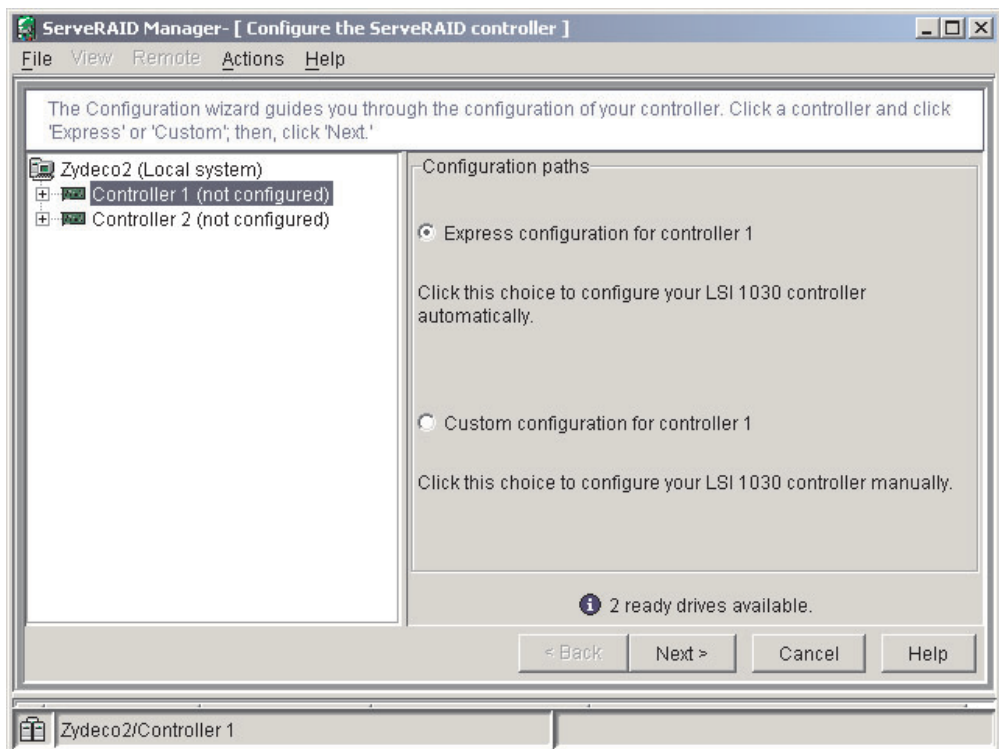 ServeRAID Manager- [ Configure the ServeRAID controller ]
File View Remote Actions Help
The Configuration wizard guides you through the configuration of your controller. Click a controller and click
'Express' or 'Custom'; then, click 'Next.'
Zydeco2 (Local system)
Controller 1 (not configured)
Controller 2 (not configured)
Configuration paths
Express configuration for controller 1
Click this choice to configure your LSI 1030 controller
automatically.
Custom configuration for controller 1
Click this choice to configure your LSI 1030 controller manually.
2 ready drives available.
< Back Next > Cancel Help
Zydeco2/Controller 1